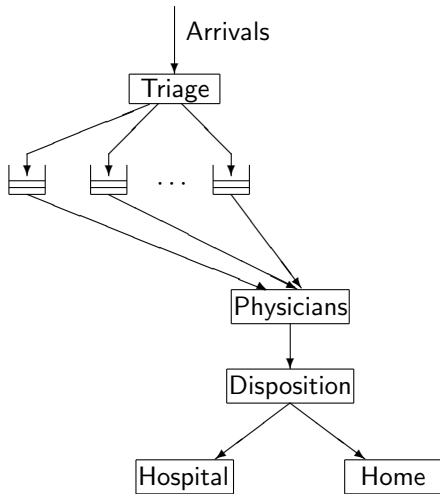 Arrivals
Triage
...
Physicians
Disposition
Hospital
Home